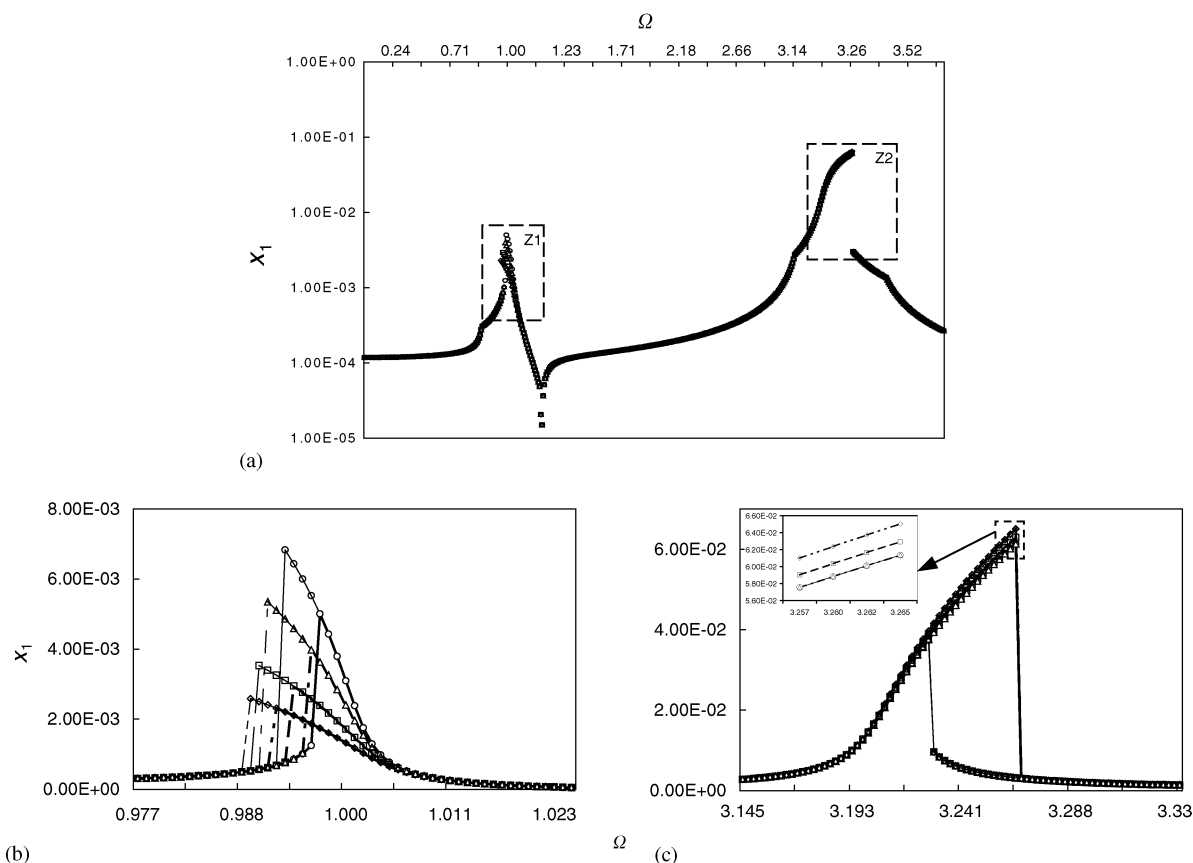 Ω
0.24 0.71 1.00 1.23 1.71 2.18 2.66 3.14 3.26 3.52
1.00E+00
1.00E-01
1.00E-02
1.00E-03
1.00E-04
1.00E-05
x1
Z1
Z2
(a)
8.00E-03
6.00E-03
4.00E-03
2.00E-03
0.00E+00
x1
0.977 0.988 1.000 1.011 1.023
(b)
6.00E-02
4.00E-02
2.00E-02
0.00E+00
6.60E-02
6.40E-02
6.20E-02
6.00E-02
5.80E-02
5.60E-02
3.257 3.260 3.262 3.265
3.145 3.193 3.241 3.288 3.33
Ω
(c)